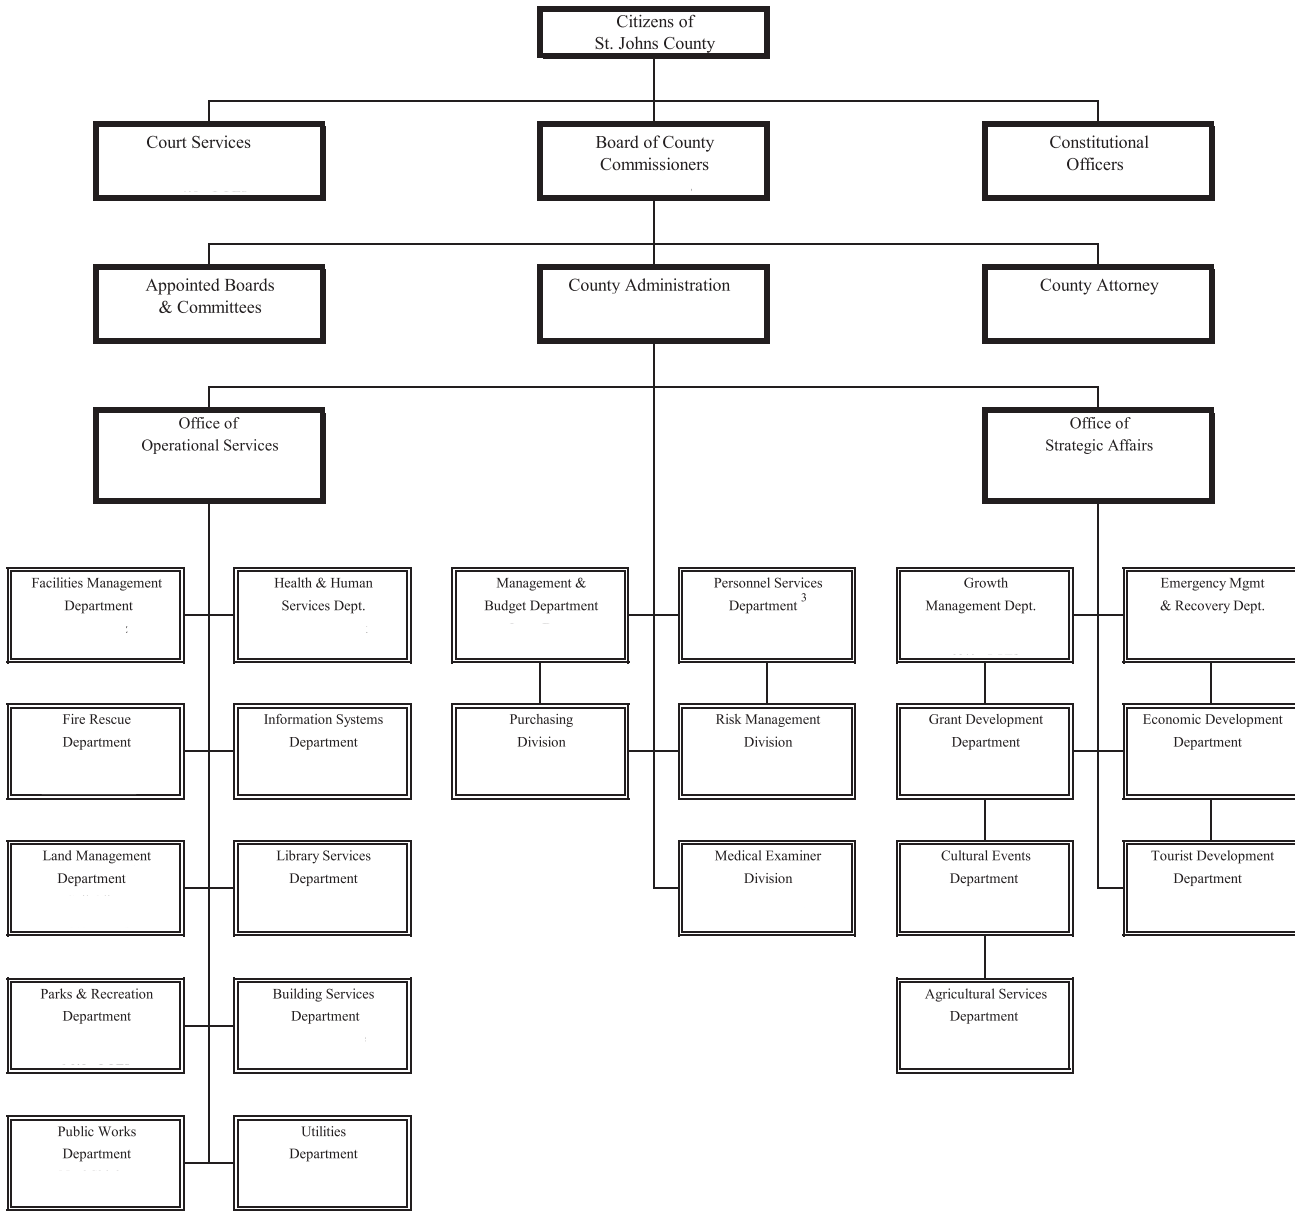 Citizens of
St. Johns County
Court Services
Board of County
Commissioners
Constitutional
Officers
Appointed Boards
& Committees
County Administration
County Attorney
Office of
Operational Services
Office of
Strategic Affairs
Facilities Management
Department
Health & Human
Services Dept.
Management &
Budget Department
Personnel Services
Department 3
Growth
Management Dept.
Emergency Mgmt
& Recovery Dept.
Fire Rescue
Department
Information Systems
Department
Purchasing
Division
Risk Management
Division
Grant Development
Department
Economic Development
Department
Land Management
Department
Library Services
Department
Medical Examiner
Division
Cultural Events
Department
Tourist Development
Department
Parks & Recreation
Department
Building Services
Department
Agricultural Services
Department
Public Works
Department
Utilities
Department